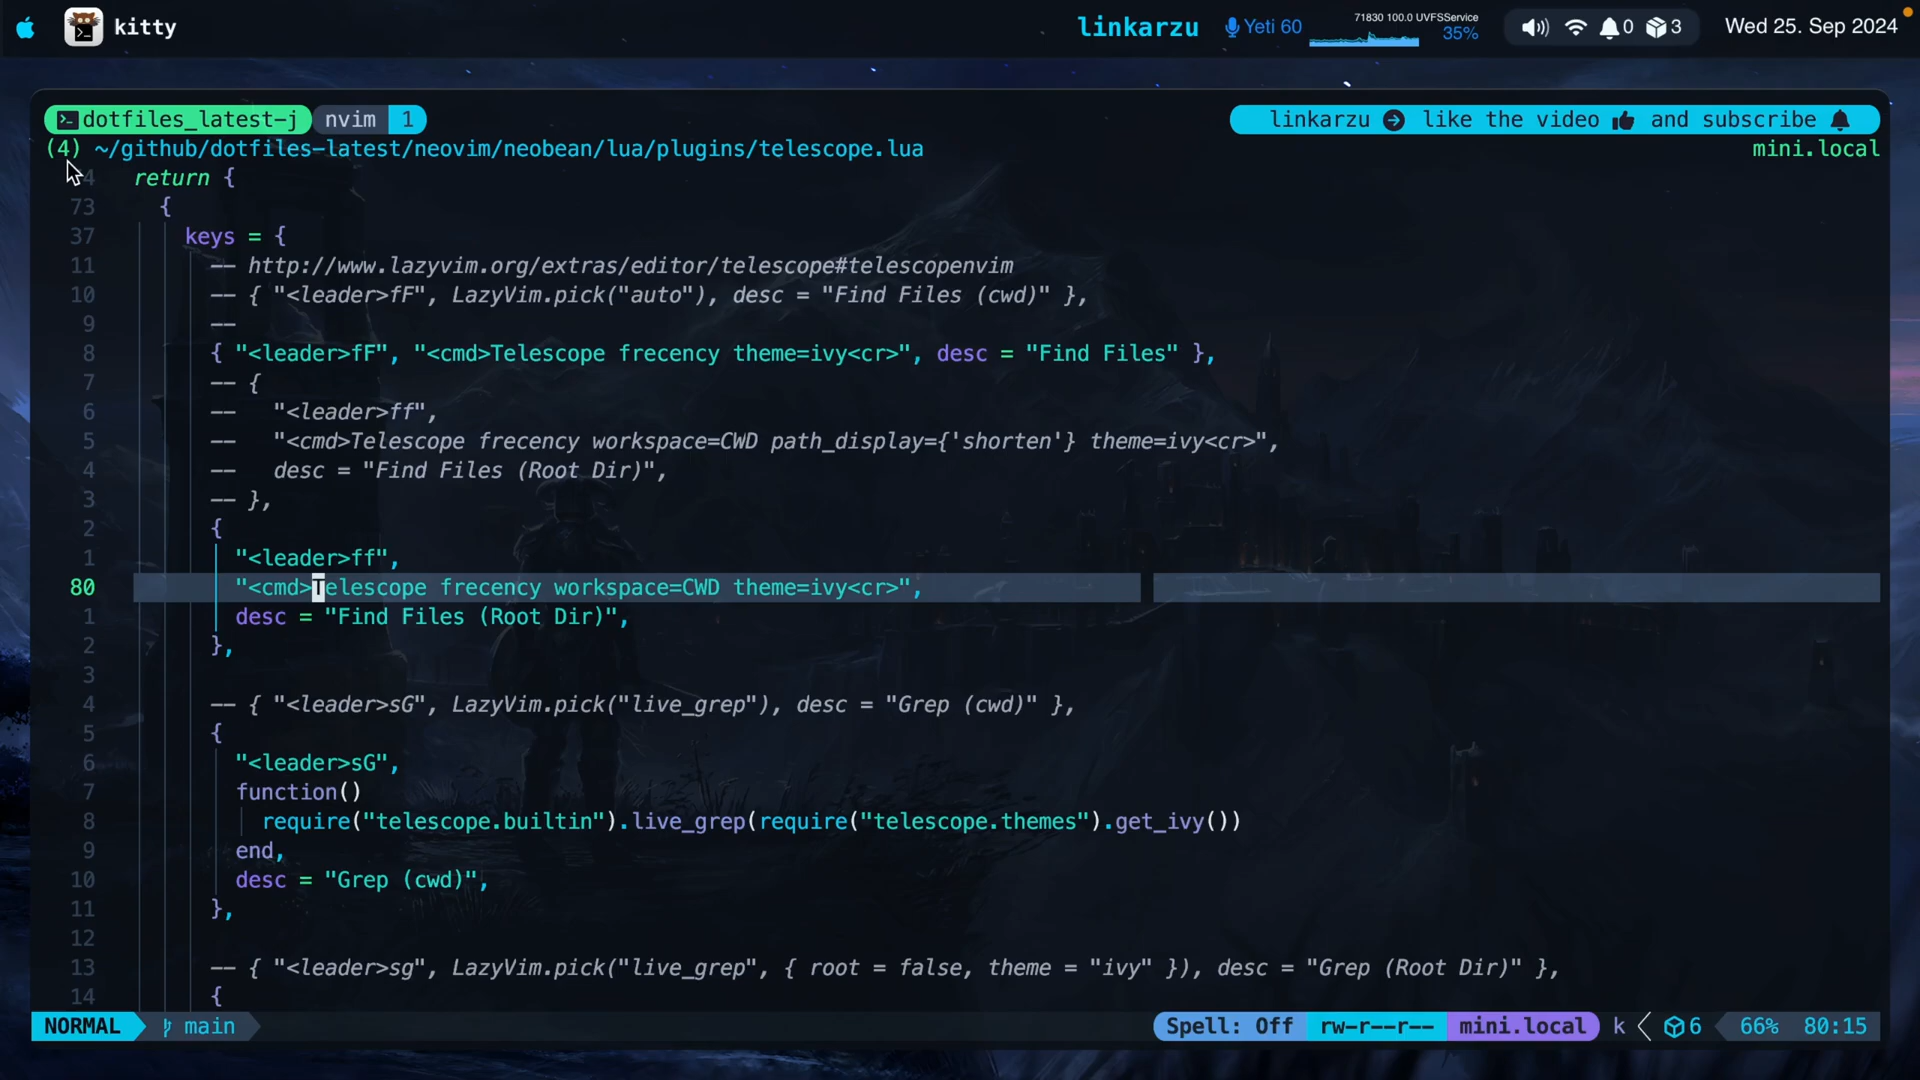 kitty
linkarzu Yeti 60 71830 100.0 UVFSService 35% 0 3 Wed 25. Sep 2024
dotfiles_latest-j nvim 1 linkarzu like the video and subscribe
(4) ~/github/dotfiles-latest/neovim/neobean/lua/plugins/telescope.lua mini.local
4 return {
73 {
37 keys = {
11 -- http://www.lazyvim.org/extras/editor/telescope#telescopenvim
10 -- { "<leader>fF", LazyVim.pick("auto"), desc = "Find Files (cwd)" },
9 --
8 { "<leader>fF", "<cmd>Telescope frecency theme=ivy<cr>", desc = "Find Files" },
7 -- {
6 -- "<leader>ff",
5 -- "<cmd>Telescope frecency workspace=CWD path_display={'shorten'} theme=ivy<cr>",
4 -- desc = "Find Files (Root Dir)",
3 -- },
2 {
1 "<leader>ff",
80 "<cmd>Telescope frecency workspace=CWD theme=ivy<cr>",
1 desc = "Find Files (Root Dir)",
2 },
3
4 -- { "<leader>sG", LazyVim.pick("live_grep"), desc = "Grep (cwd)" },
5 {
6 "<leader>sG",
7 function()
8 require("telescope.builtin").live_grep(require("telescope.themes").get_ivy())
9 end,
10 desc = "Grep (cwd)",
11 },
12
13 -- { "<leader>sg", LazyVim.pick("live_grep", { root = false, theme = "ivy" }), desc = "Grep (Root Dir)" },
14 {
NORMAL main Spell: Off rw-r--r-- mini.local k 6 66% 80:15